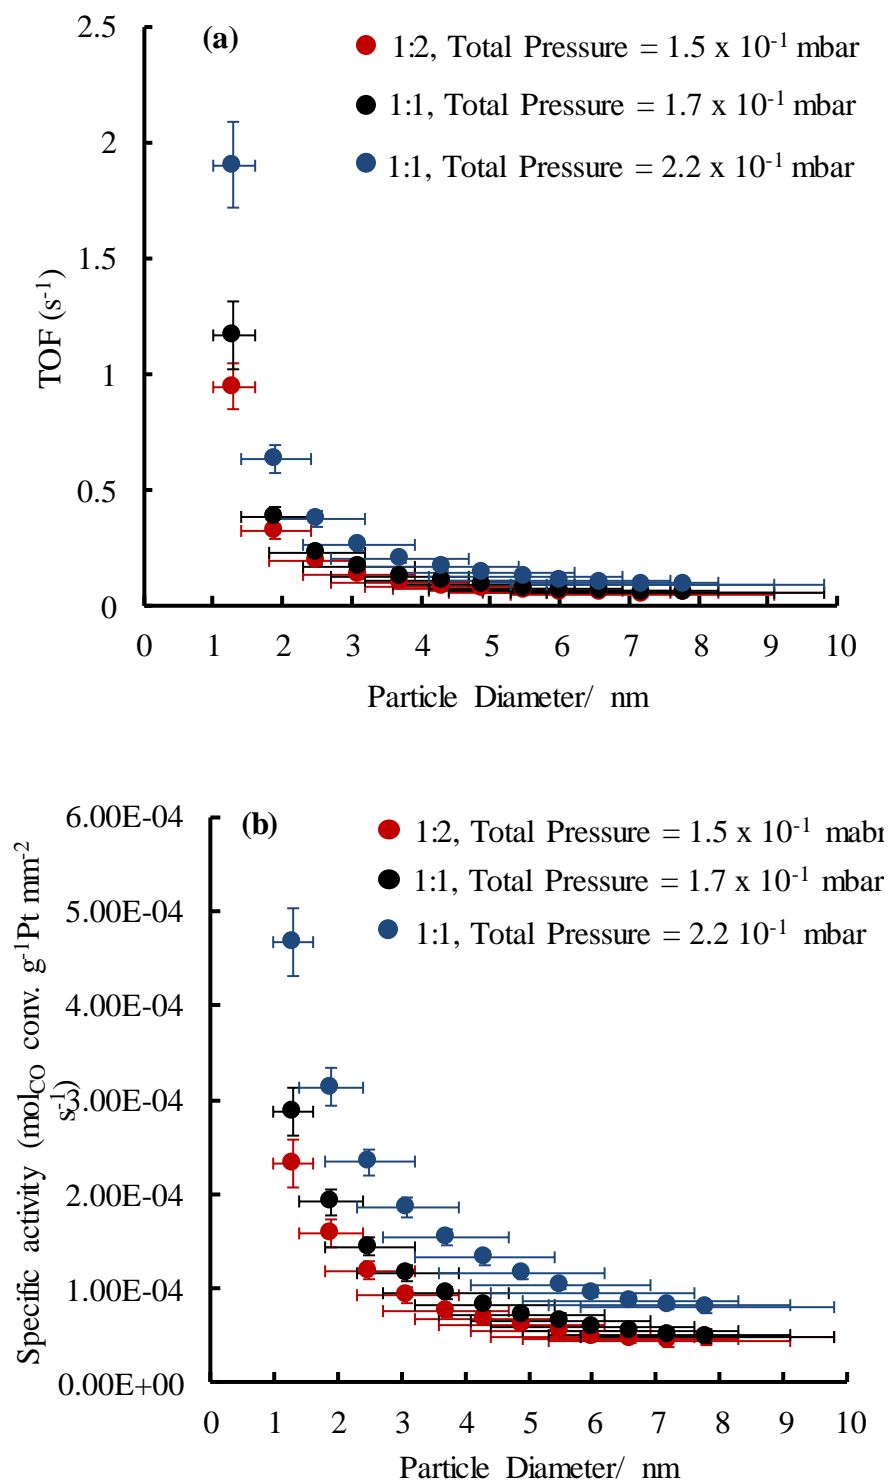 2.5
(a)
1:2, Total Pressure = 1.5 x 10⁻¹ mbar
1:1, Total Pressure = 1.7 x 10⁻¹ mbar
1:1, Total Pressure = 2.2 x 10⁻¹ mbar
2
1.5
1
0.5
0
TOF (s⁻¹)
0 1 2 3 4 5 6 7 8 9 10
Particle Diameter/ nm
6.00E-04
(b)
1:2, Total Pressure = 1.5 x 10⁻¹ mabr
1:1, Total Pressure = 1.7 x 10⁻¹ mbar
1:1, Total Pressure = 2.2 10⁻¹ mbar
5.00E-04
4.00E-04
3.00E-04
2.00E-04
1.00E-04
0.00E+00
Specific activity (mol_CO conv. g⁻¹Pt mm⁻²
s⁻¹)
0 1 2 3 4 5 6 7 8 9 10
Particle Diameter/ nm